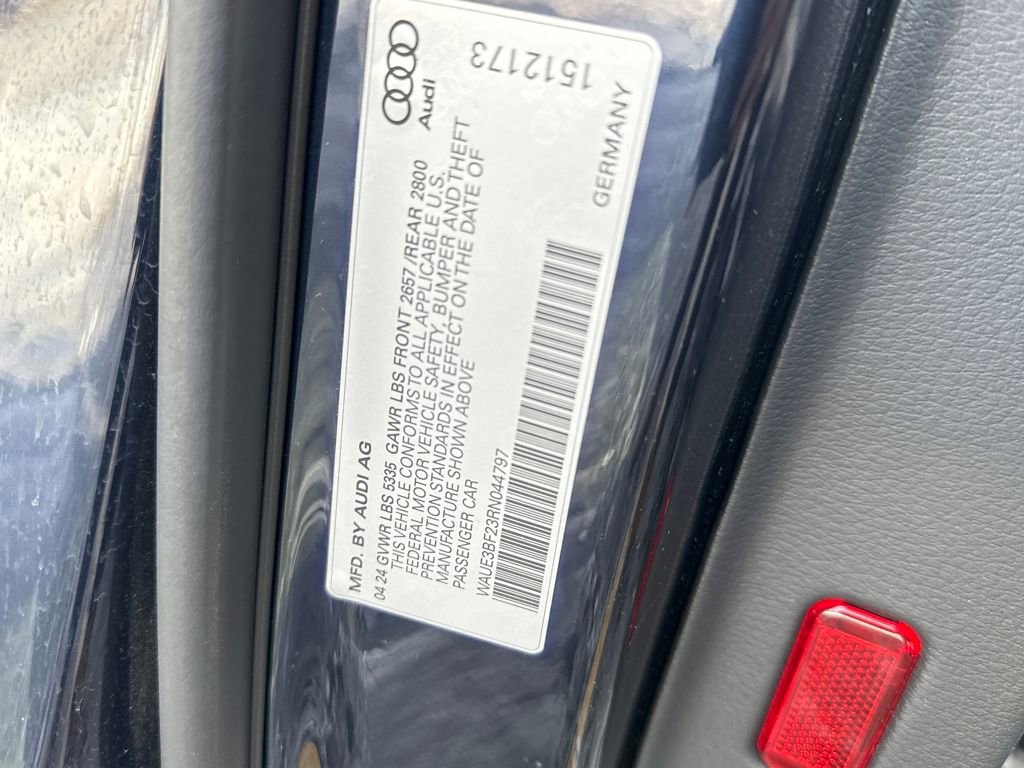 Audi
MFD. BY AUDI AG
04.24 GVWR LBS 5385 GAWR LBS FRONT 2657 /REAR 2800
THIS VEHICLE CONFORMS TO ALL APPLICABLE U.S.
FEDERAL MOTOR VEHICLE SAFETY, BUMPER AND THEFT
PREVENTION STANDARDS IN EFFECT ON THE DATE OF
MANUFACTURE SHOWN ABOVE
PASSENGER CAR
WAUE3BF23RN044797
GERMANY
1512173